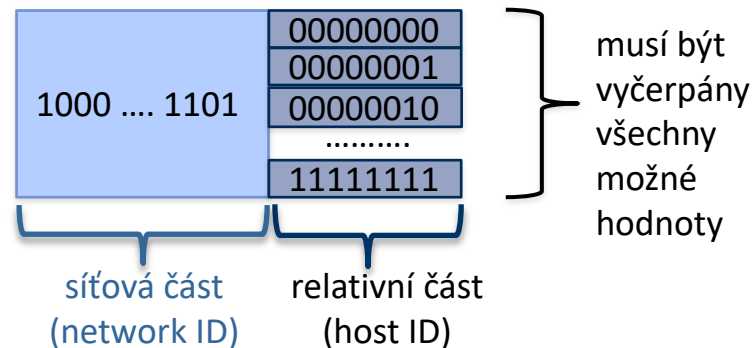 1000 …. 1101
00000000
00000001
00000010
……….
11111111
musí být
vyčerpány
všechny
možné
hodnoty
síťová část
(network ID)
relativní část
(host ID)